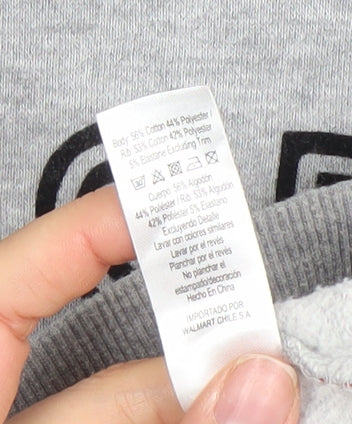 Body: 56% Cotton 44% Polyester /
Rib: 53% Cotton 42% Polyester
5% Elastane Excluding Trim
Cuerpo: 56% Algodón
44% Poliéster / Rib: 53% Algodón
42% Poliéster 5% Elastano
Excluyendo Detalle
Lavar con colores similares
Lavar por el revés
Planchar por el revés
No planchar el
estampado/decoración
Hecho En China
IMPORTADO POR
WALMART CHILE S.A